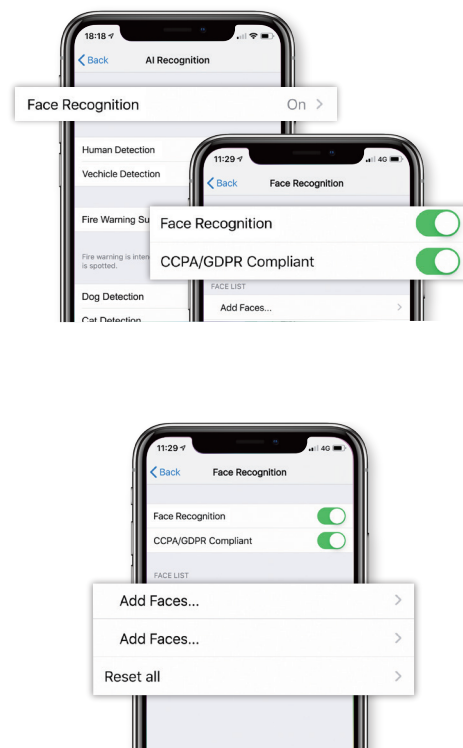 18:18
Back AI Recognition
Face Recognition On
Human Detection
Vechicle Detection
Fire Warning Su
Fire warning is inten
is spotted.
Dog Detection
Cat Detection
11:29 4G
Back Face Recognition
Face Recognition
CCPA/GDPR Compliant
FACE LIST
Add Faces...
11:29 4G
Back Face Recognition
Face Recognition
CCPA/GDPR Compliant
FACE LIST
Add Faces...
Add Faces...
Reset all